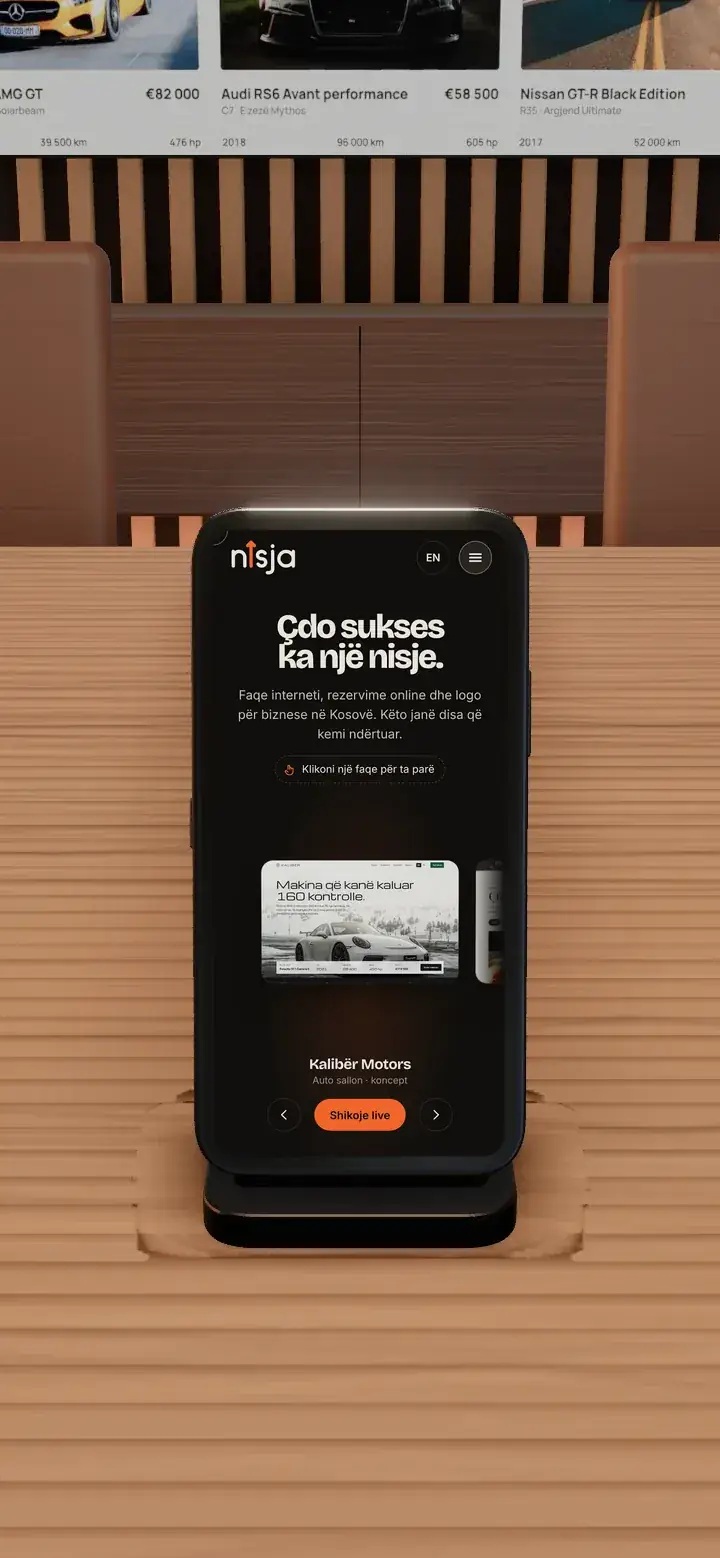 AMG GT
€82 000
Audi RS6 Avant performance
€58 500
Nissan GT-R Black Edition
Solarbeam
C7 · E zezë Mythos
R35 · Argjend Ultimate
39 500 km
476 hp
2018
96 000 km
605 hp
2017
52 000 km
nisja
EN
Çdo sukses
ka një nisje.
Faqe interneti, rezervime online dhe logo
për biznese në Kosovë. Këto janë disa që
kemi ndërtuar.
Klikoni një faqe për ta parë
Makina që kanë kaluar
160 kontrolle.
Kalibër Motors
Auto sallon · koncept
Shikoje live